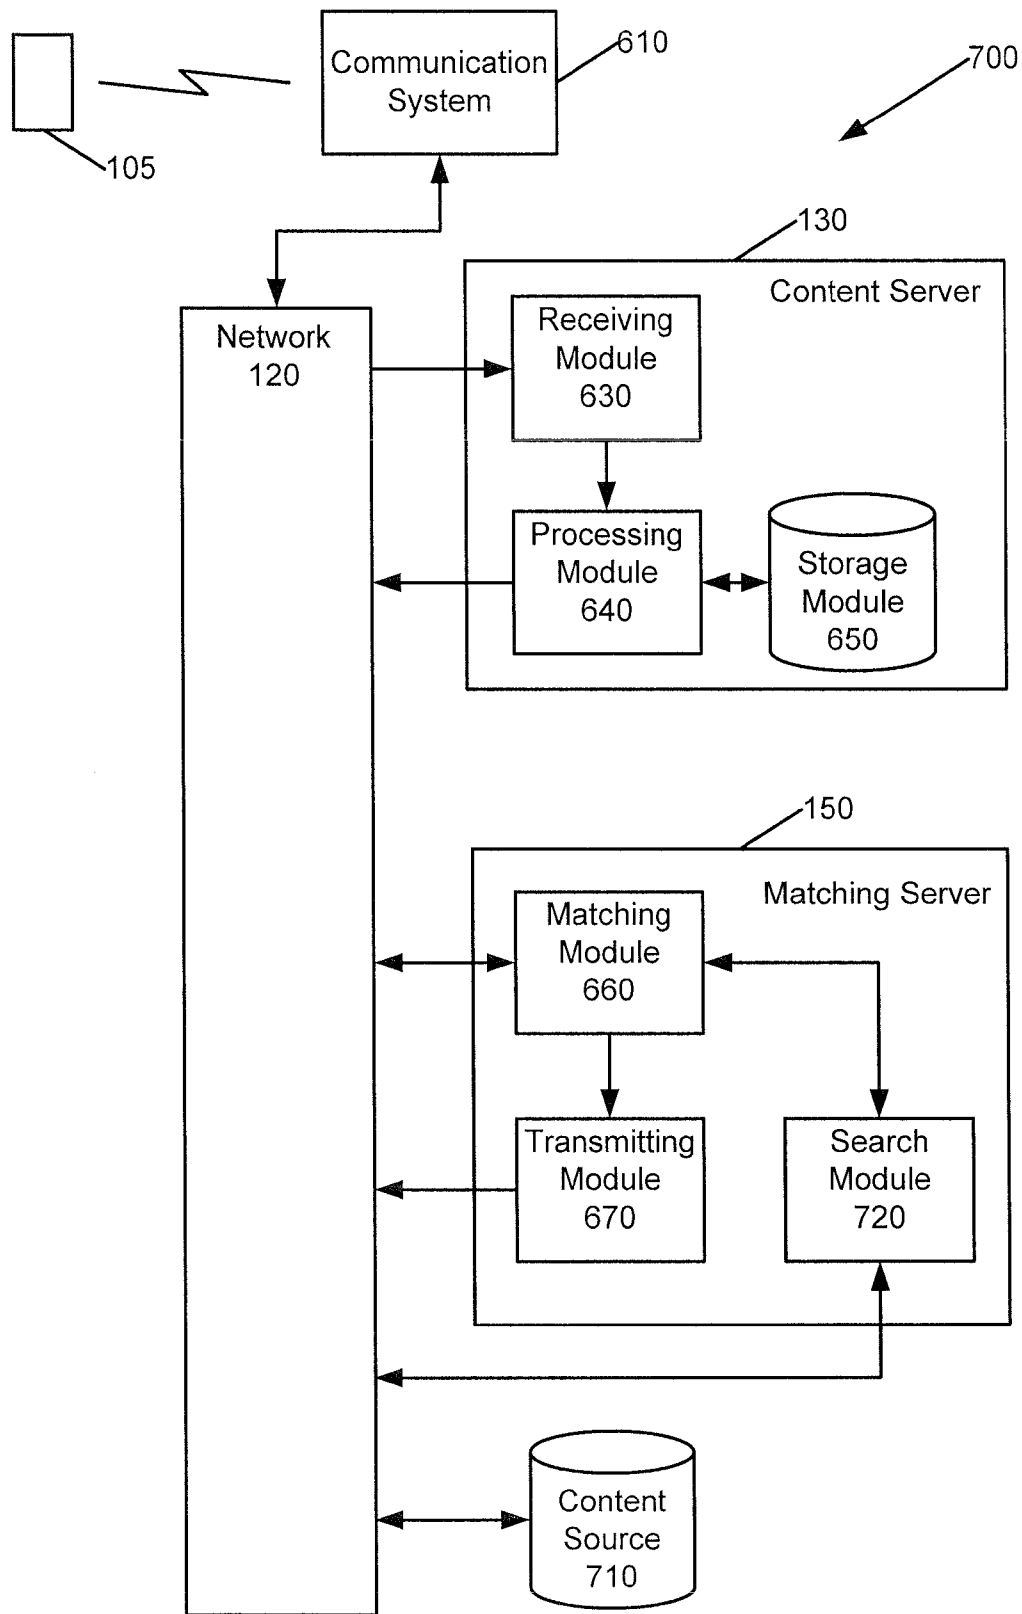 Communication
System
610
700
105
130
Content Server
Network
120
Receiving
Module
630
Processing
Module
640
Storage
Module
650
150
Matching Server
Matching
Module
660
Transmitting
Module
670
Search
Module
720
Content
Source
710